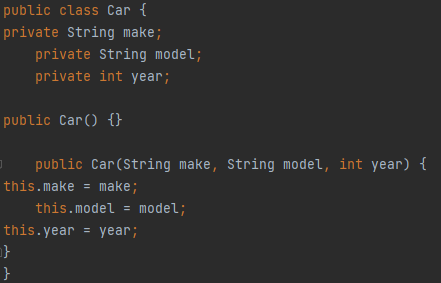 public class Car {
private String make;
    private String model;
    private int year;

public Car() {}

    public Car(String make, String model, int year) {
this.make = make;
    this.model = model;
this.year = year;
}
}